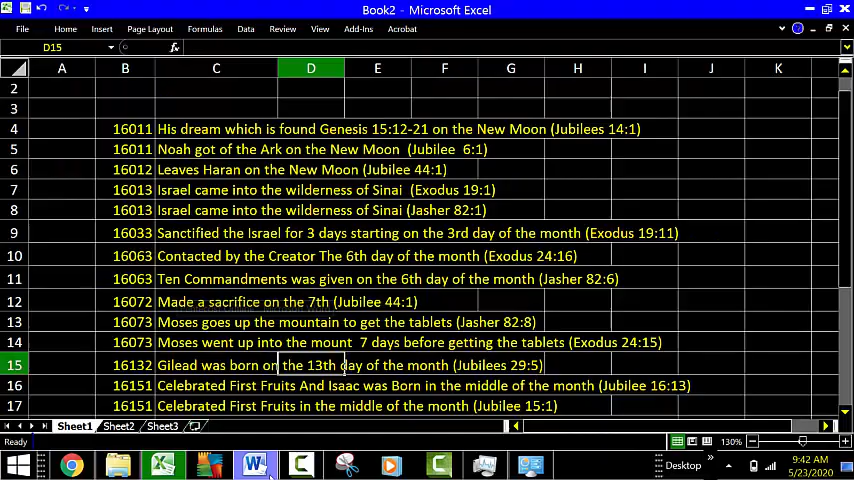 Book2 - Microsoft Excel
File Home Insert Page Layout Formulas Data Review View Add-Ins Acrobat
D15 fx
A B C D E F G H I J K
2
3
4 16011 His dream which is found Genesis 15:12-21 on the New Moon (Jubilees 14:1)
5 16011 Noah got of the Ark on the New Moon (Jubilee 6:1)
6 16012 Leaves Haran on the New Moon (Jubilee 44:1)
7 16013 Israel came into the wilderness of Sinai (Exodus 19:1)
8 16013 Israel came into the wilderness of Sinai (Jasher 82:1)
9 16033 Sanctified the Israel for 3 days starting on the 3rd day of the month (Exodus 19:11)
10 16063 Contacted by the Creator The 6th day of the month (Exodus 24:16)
11 16063 Ten Commandments was given on the 6th day of the month (Jasher 82:6)
12 16072 Made a sacrifice on the 7th (Jubilee 44:1)
13 16073 Moses goes up the mountain to get the tablets (Jasher 82:8)
14 16073 Moses went up into the mount 7 days before getting the tablets (Exodus 24:15)
15 16132 Gilead was born on the 13th day of the month (Jubilees 29:5)
16 16151 Celebrated First Fruits And Isaac was Born in the middle of the month (Jubilee 16:13)
17 16151 Celebrated First Fruits in the middle of the month (Jubilee 15:1)
Sheet1 Sheet2 Sheet3
Ready 130%
Desktop 9:42 AM
5/23/2020